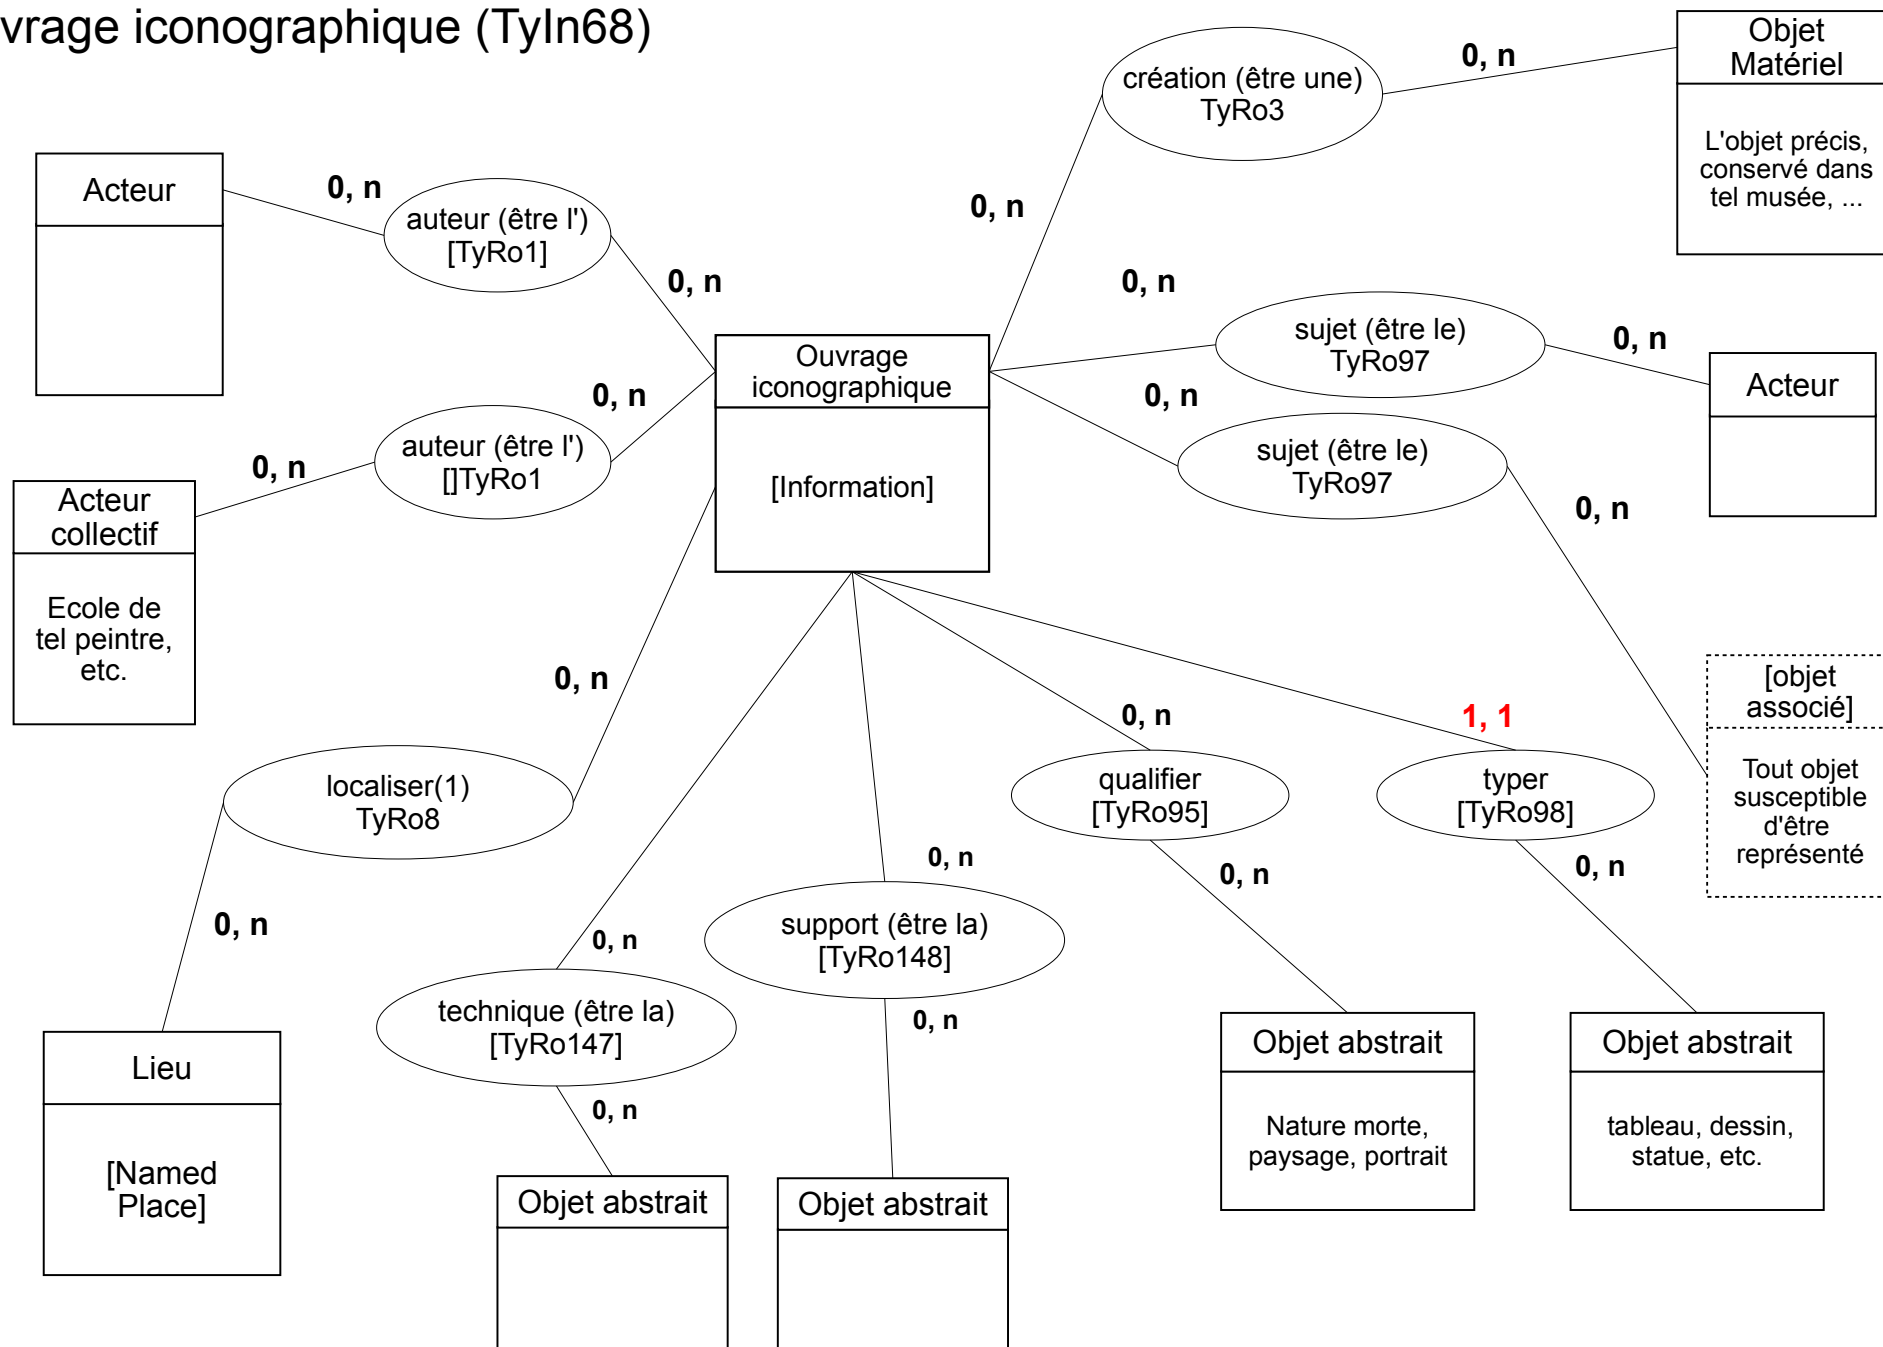 vrage iconographique (TyIn68)
Objet
Matériel
L'objet précis,
conservé dans
tel musée, ...
création (être une)
TyRo3
0, n
0, n
Acteur
0, n
auteur (être l')
[TyRo1]
0, n
0, n
sujet (être le)
TyRo97
0, n
Acteur
Ouvrage
iconographique
[Information]
0, n
auteur (être l')
[]TyRo1
0, n
Acteur
collectif
Ecole de
tel peintre,
etc.
0, n
sujet (être le)
TyRo97
0, n
[objet
associé]
Tout objet
susceptible
d'être
représenté
0, n
localiser(1)
TyRo8
0, n
Lieu
[Named
Place]
0, n
technique (être la)
[TyRo147]
0, n
Objet abstrait
0, n
support (être la)
[TyRo148]
0, n
Objet abstrait
0, n
qualifier
[TyRo95]
0, n
Objet abstrait
Nature morte,
paysage, portrait
1, 1
typer
[TyRo98]
0, n
Objet abstrait
tableau, dessin,
statue, etc.